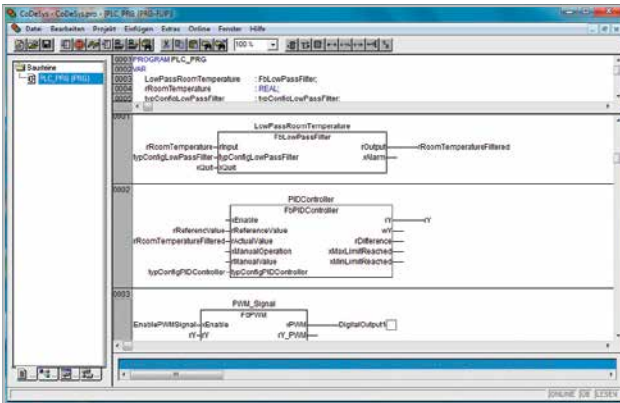 CoDeSys - CoDeSys.pro - [PLC_PRG (PRG-FUP)]
Datei Bearbeiten Projekt Einfügen Extras Online Fenster Hilfe
100 %
Bausteine
PLC_PRG (PRG)
0001 PROGRAM PLC_PRG
0002 VAR
0003 LowPassRoomTemperature : FbLowPassFilter;
0004 rRoomTemperature : REAL;
0005 typConfigLowPassFilter : typConfigLowPassFilter;
0001
LowPassRoomTemperature
FbLowPassFilter
rRoomTemperature rInput rOutput rRoomTemperatureFiltered
typConfigLowPassFilter typConfigLowPassFilter xAlarm
xQuit xQuit
0002
PIDController
FbPIDController
xEnable rY rY
rReferenceValue rReferenceValue wY
rRoomTemperatureFiltered rActualValue rDifference
xManualOperation xMaxLimitReached
rManualValue xMinLimitReached
typConfigPIDController typConfigPIDController
0003
PWM_Signal
FbPWM
EnablePWMSignal xEnable xPWM DigitalOutput1
rY rY rY_PWM
ONLINE ÜB LESEN